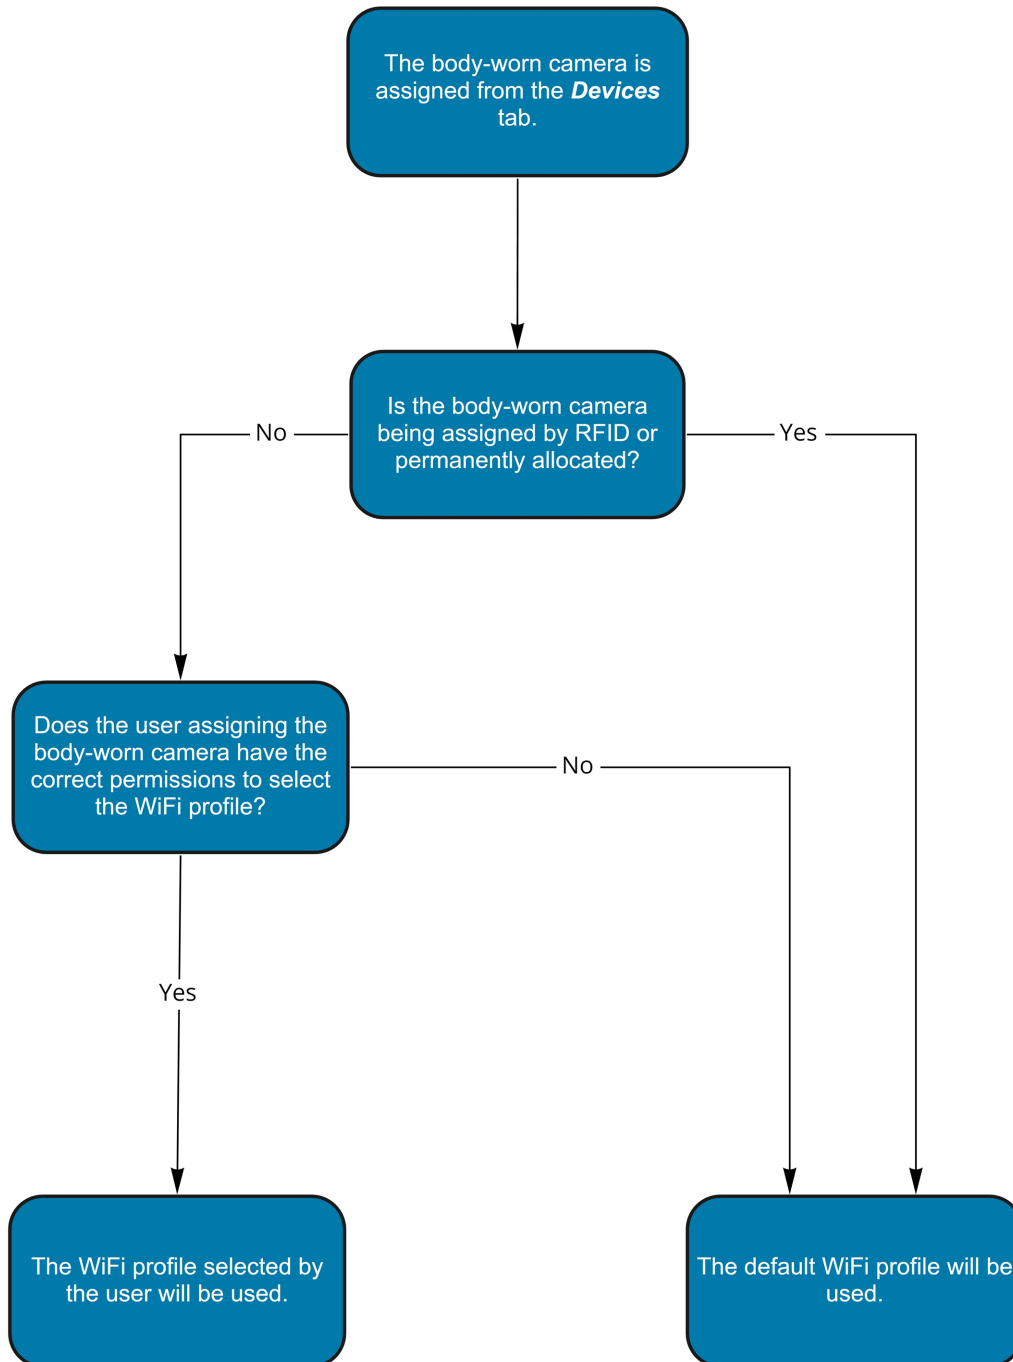 The body-worn camera is
assigned from the Devices
tab.
Is the body-worn camera
being assigned by RFID or
permanently allocated?
No
Yes
Does the user assigning the
body-worn camera have the
correct permissions to select
the WiFi profile?
No
Yes
The WiFi profile selected by
the user will be used.
The default WiFi profile will be
used.